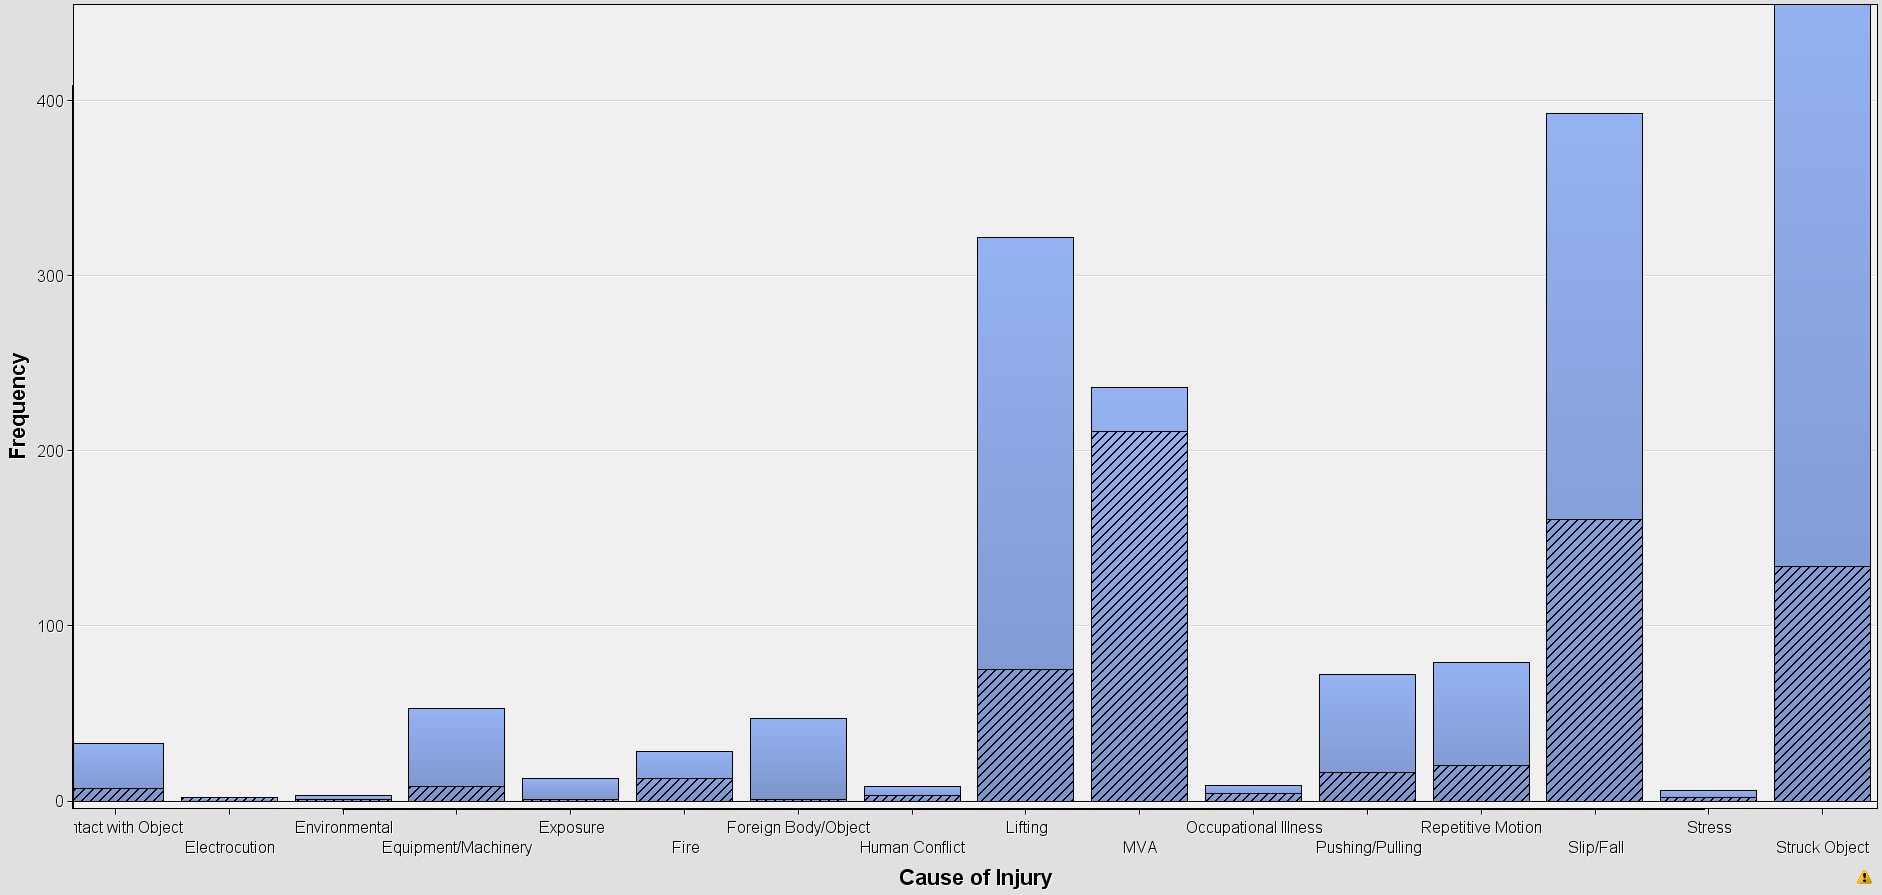 Frequency
400
300
200
100
0
ntact with Object
Electrocution
Environmental
Equipment/Machinery
Exposure
Fire
Foreign Body/Object
Human Conflict
Lifting
MVA
Occupational Illness
Pushing/Pulling
Repetitive Motion
Slip/Fall
Stress
Struck Object
Cause of Injury